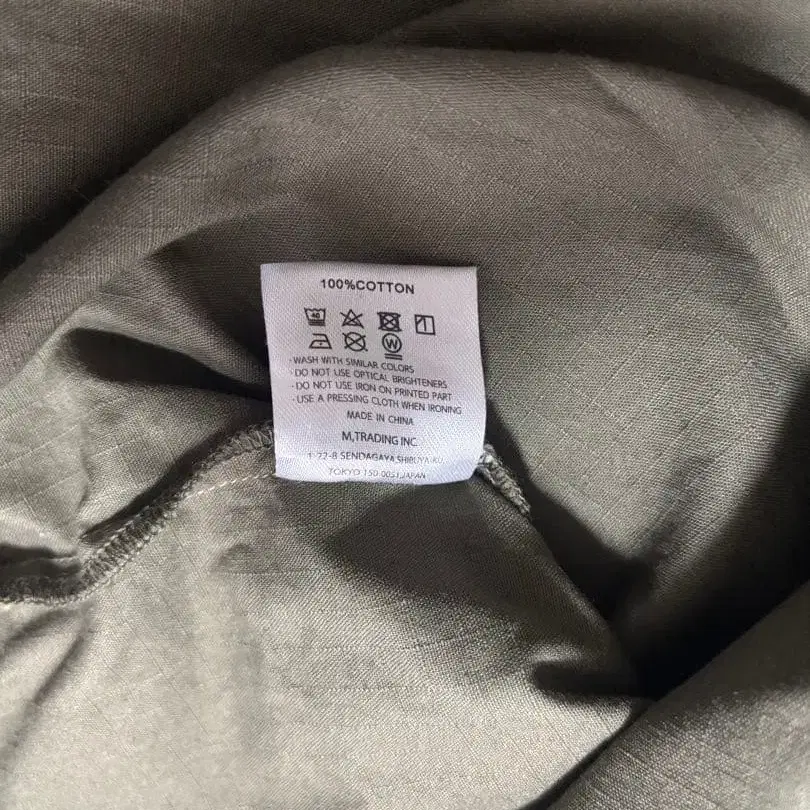 100%COTTON
40
W
·WASH WITH SIMILAR COLORS
·DO NOT USE OPTICAL BRIGHTENERS
·DO NOT USE IRON ON PRINTED PART
·USE A PRESSING CLOTH WHEN IRONING
MADE IN CHINA
M,TRADING INC.
1-22-8 SENDAGAYA,SHIBUYA-KU,
TOKYO 150-0051,JAPAN